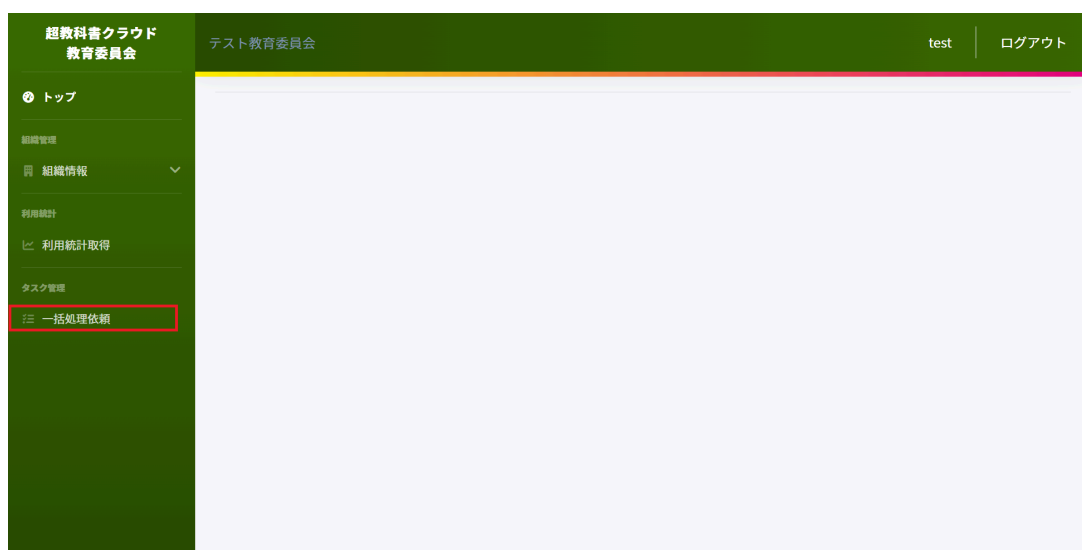 超教科書クラウド
教育委員会
テスト教育委員会
test
ログアウト
トップ
組織管理
組織情報
利用統計
利用統計取得
タスク管理
一括処理依頼